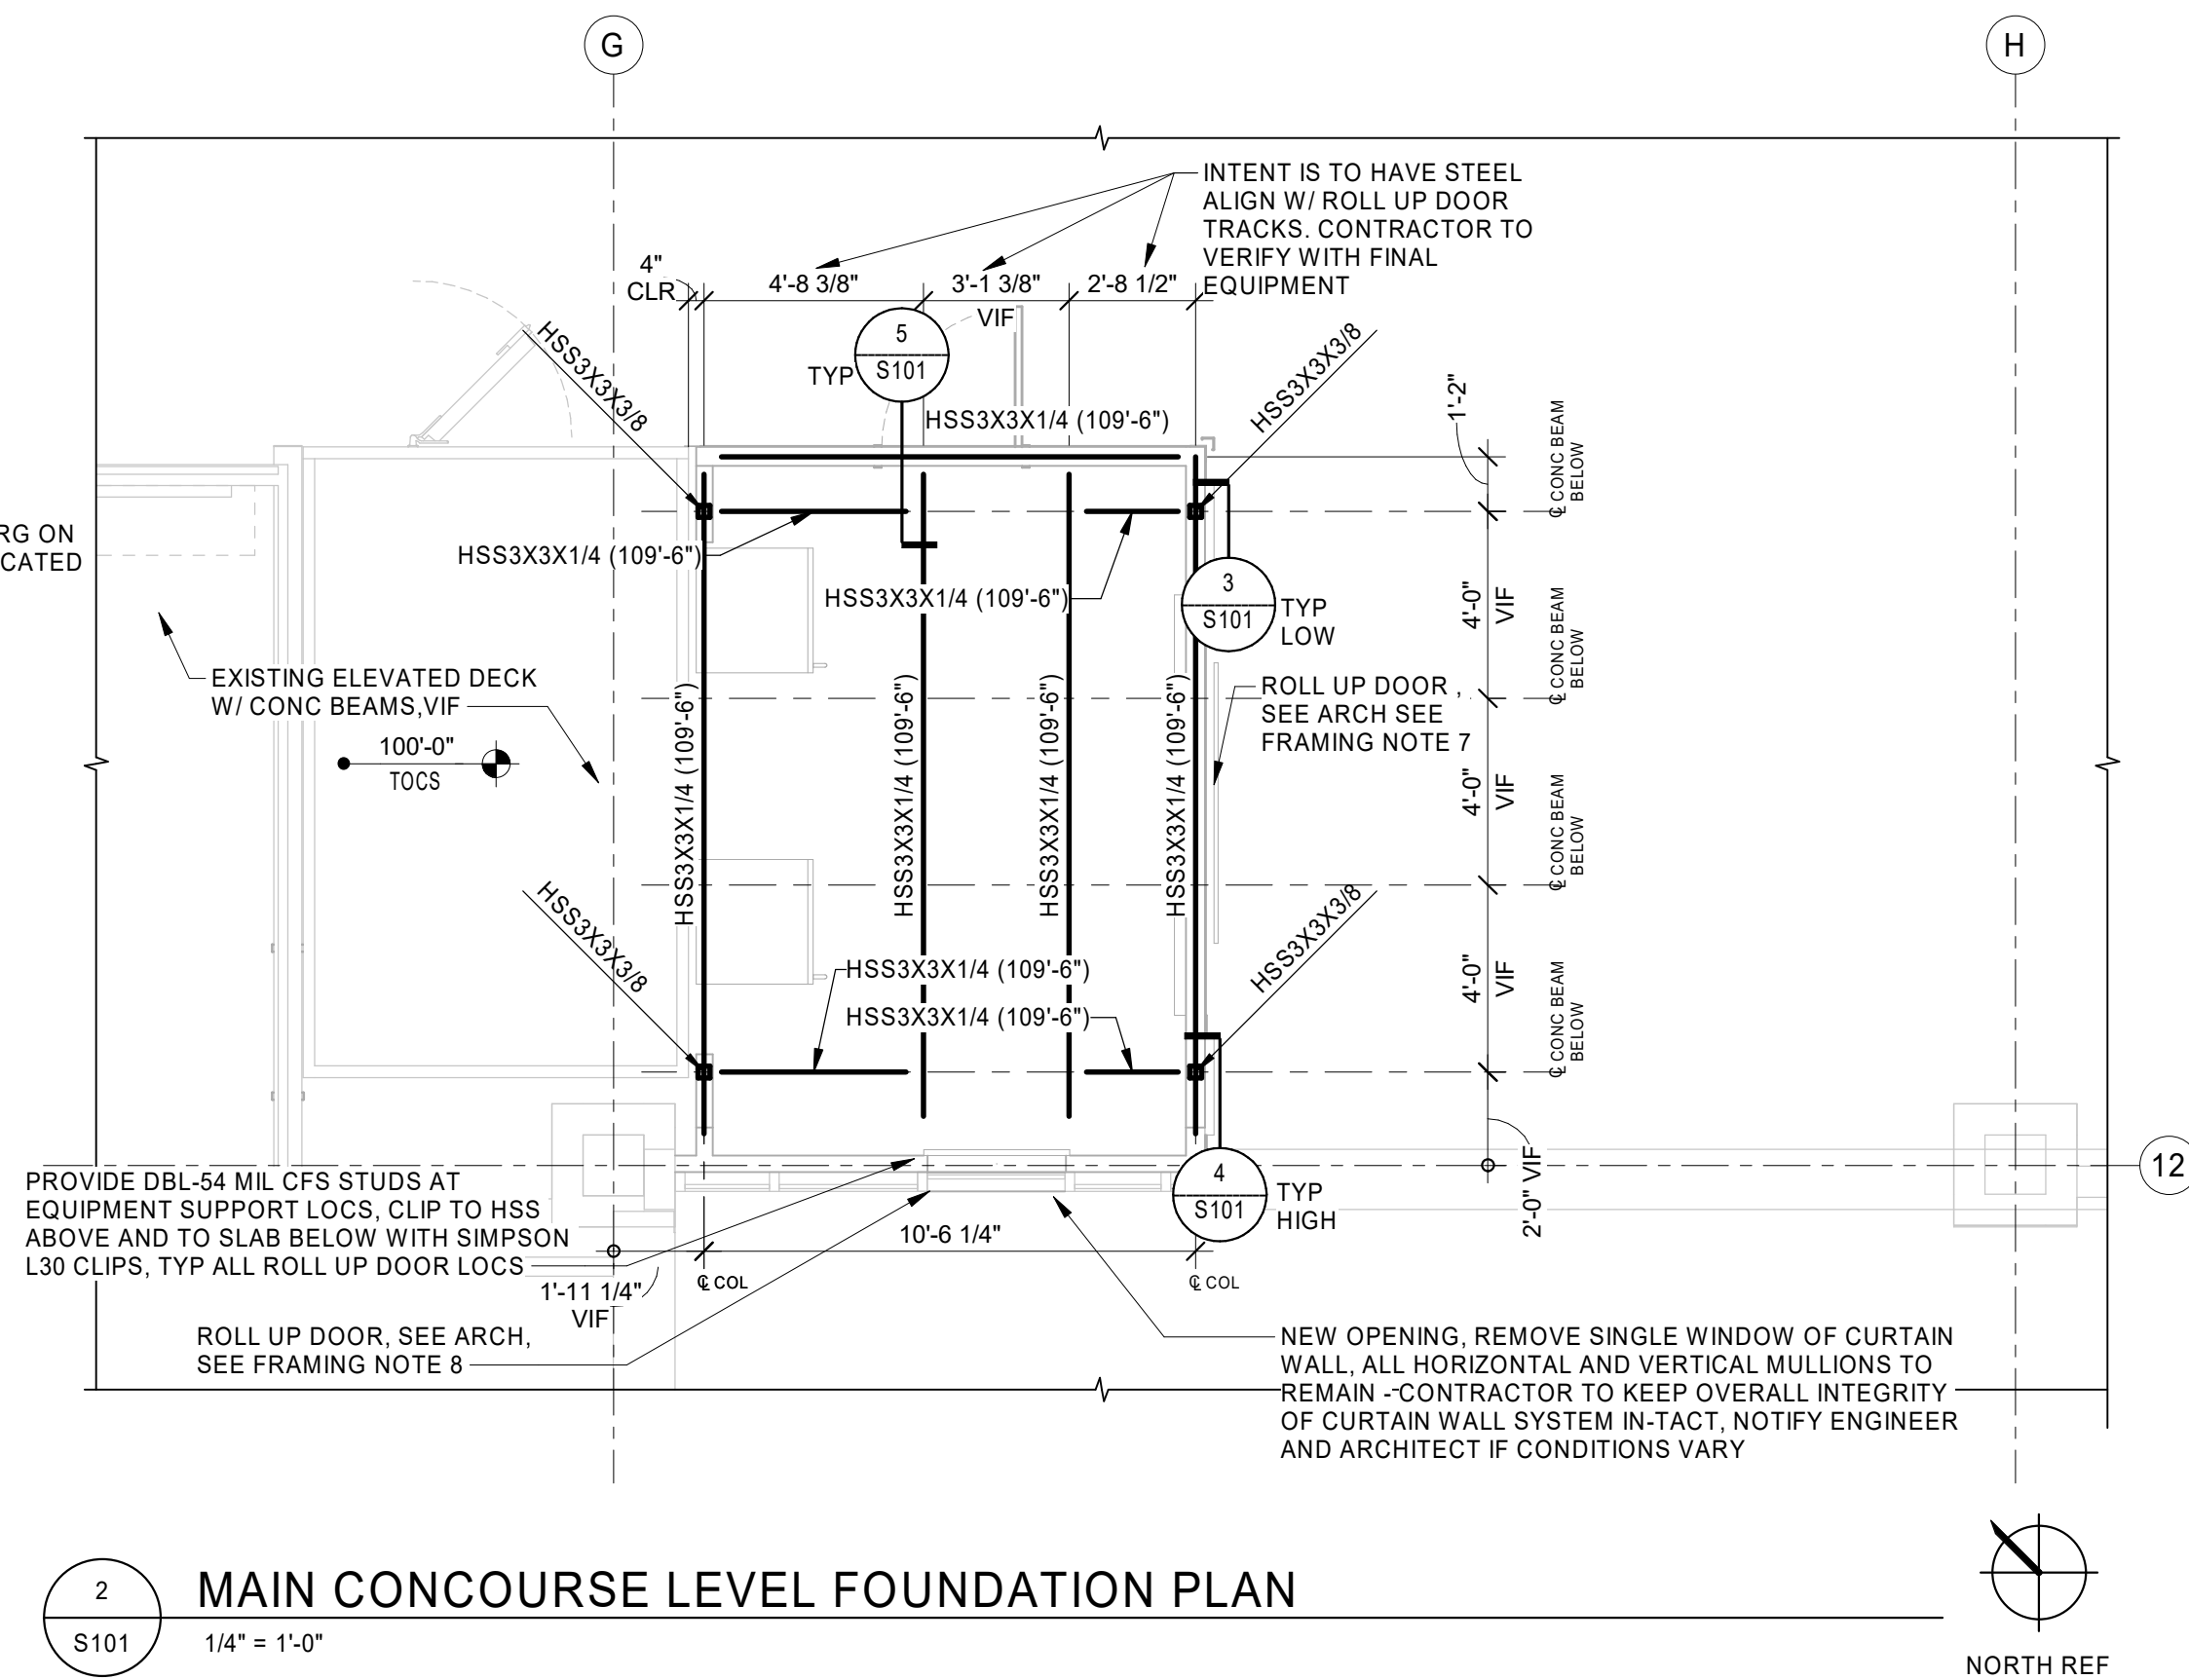 G
H
INTENT IS TO HAVE STEEL
ALIGN W/ ROLL UP DOOR
TRACKS. CONTRACTOR TO
VERIFY WITH FINAL
EQUIPMENT
4"
CLR
4'-8 3/8"
3'-1 3/8"
VIF
2'-8 1/2"
5
S101
TYP
HSS3X3X3/8
HSS3X3X3/8
HSS3X3X1/4 (109'-6")
1'-2"
℄ CONC BEAM
BELOW
RG ON
CATED
HSS3X3X1/4 (109'-6")
HSS3X3X1/4 (109'-6")
3
S101
TYP
LOW
4'-0"
VIF
℄ CONC BEAM
BELOW
EXISTING ELEVATED DECK
W/ CONC BEAMS,VIF
100'-0"
TOCS
HSS3X3X1/4 (109'-6")
HSS3X3X1/4 (109'-6")
HSS3X3X1/4 (109'-6")
HSS3X3X1/4 (109'-6")
ROLL UP DOOR ,
SEE ARCH SEE
FRAMING NOTE 7
4'-0"
VIF
℄ CONC BEAM
BELOW
HSS3X3X3/8
HSS3X3X3/8
HSS3X3X1/4 (109'-6")
HSS3X3X1/4 (109'-6")
4'-0"
VIF
℄ CONC BEAM
BELOW
12
PROVIDE DBL-54 MIL CFS STUDS AT
EQUIPMENT SUPPORT LOCS, CLIP TO HSS
ABOVE AND TO SLAB BELOW WITH SIMPSON
L30 CLIPS, TYP ALL ROLL UP DOOR LOCS
4
S101
TYP
HIGH
2'-0" VIF
10'-6 1/4"
1'-11 1/4"
VIF
℄ COL
℄ COL
ROLL UP DOOR, SEE ARCH,
SEE FRAMING NOTE 8
NEW OPENING, REMOVE SINGLE WINDOW OF CURTAIN
WALL, ALL HORIZONTAL AND VERTICAL MULLIONS TO
REMAIN - CONTRACTOR TO KEEP OVERALL INTEGRITY
OF CURTAIN WALL SYSTEM IN-TACT, NOTIFY ENGINEER
AND ARCHITECT IF CONDITIONS VARY
2
S101
MAIN CONCOURSE LEVEL FOUNDATION PLAN
1/4" = 1'-0"
NORTH REF